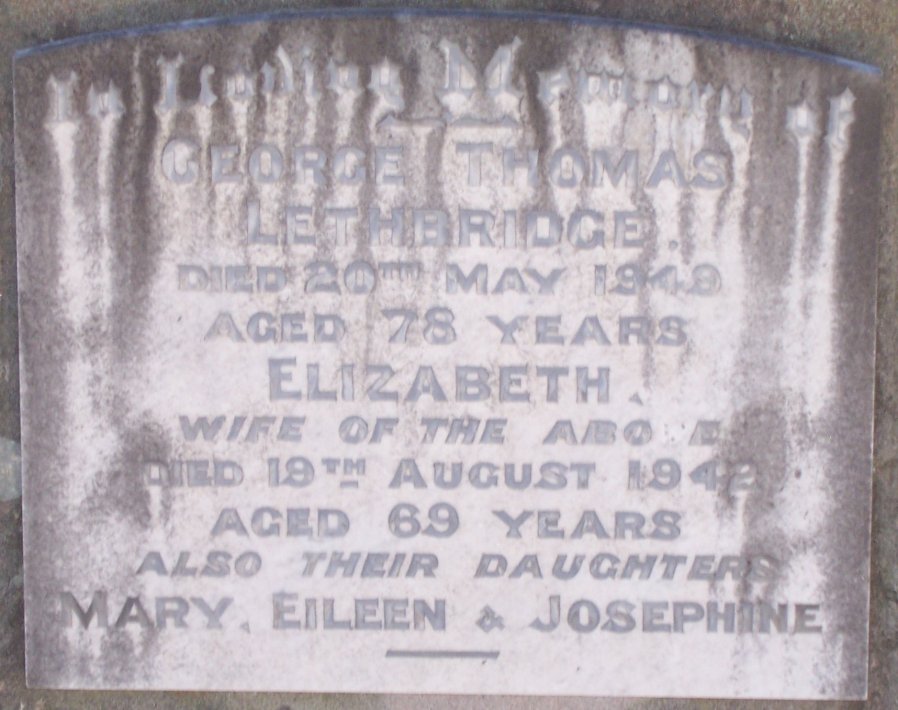 In Loving Memory of
GEORGE THOMAS
LETHBRIDGE.
DIED 20TH MAY 1949
AGED 78 YEARS
ELIZABETH.
WIFE OF THE ABO E
DIED 19TH AUGUST 1942
AGED 69 YEARS
ALSO THEIR DAUGHTERS
MARY, EILEEN & JOSEPHINE